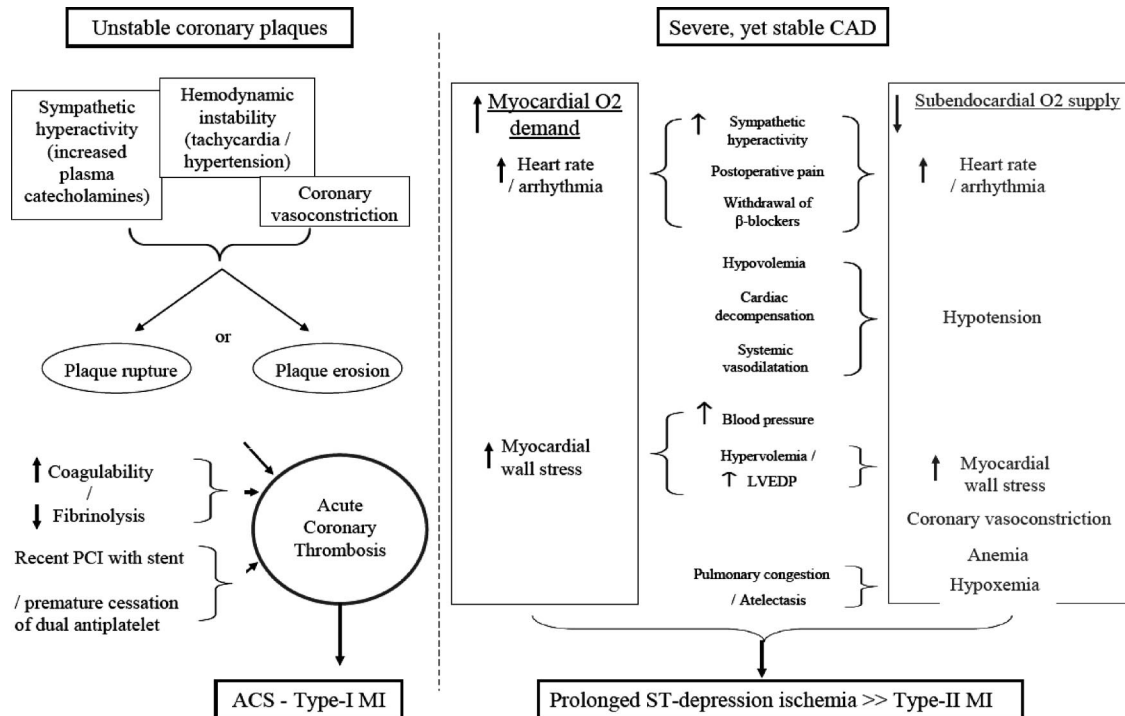 Unstable coronary plaques
Sympathetic
hyperactivity
(increased
plasma
catecholamines)
Hemodynamic
instability
(tachycardia /
hypertension)
Coronary
vasoconstriction
or
Plaque rupture
Plaque erosion
↑ Coagulability
/
↓ Fibrinolysis
Recent PCI with stent
/ premature cessation
of dual antiplatelet
Acute
Coronary
Thrombosis
ACS - Type-I MI
Severe, yet stable CAD
↑ Myocardial O2
demand
↑ Heart rate
/ arrhythmia
↑ Myocardial
wall stress
↑ Sympathetic
hyperactivity
Postoperative pain
Withdrawal of
β-blockers
Hypovolemia
Cardiac
decompensation
Systemic
vasodilatation
↑ Blood pressure
Hypervolemia /
↑ LVEDP
Pulmonary congestion
/ Atelectasis
↓ Subendocardial O2 supply
↑ Heart rate
/ arrhythmia
Hypotension
↑ Myocardial
wall stress
Coronary vasoconstriction
Anemia
Hypoxemia
Prolonged ST-depression ischemia >> Type-II MI